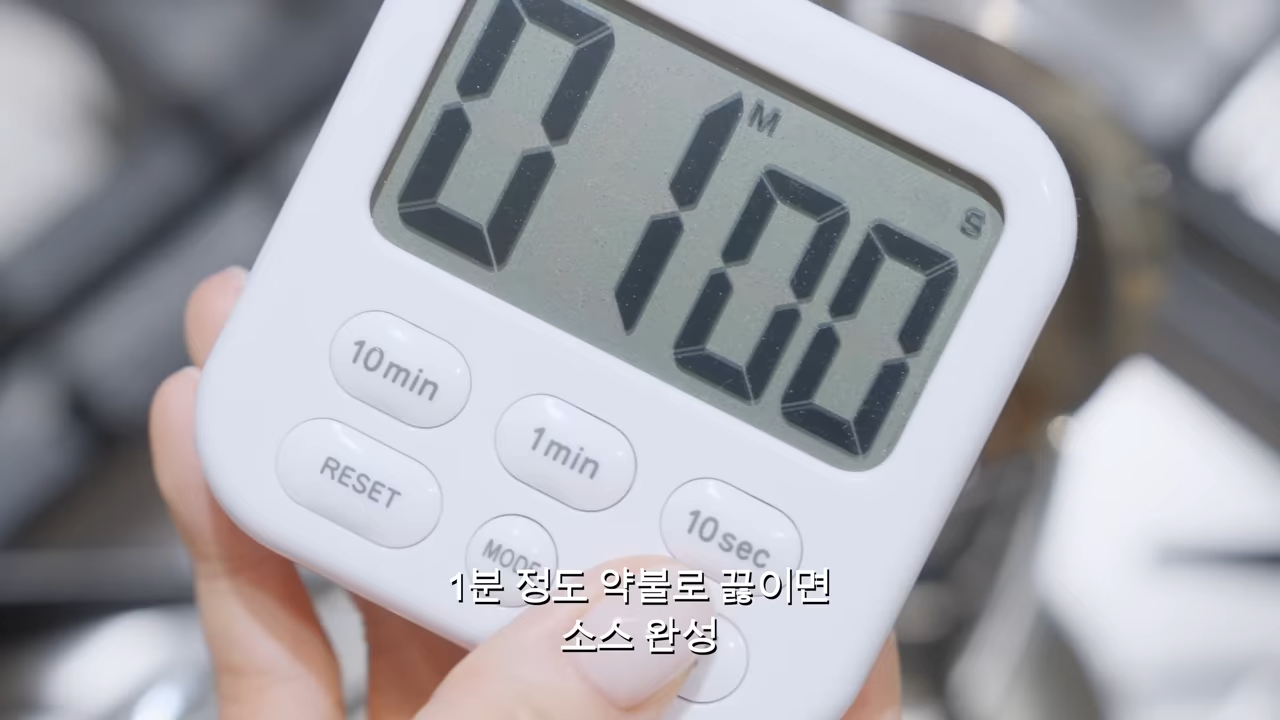 01 M 00 S
10min
1min
10sec
RESET
MODE
1분 정도 약불로 끓이면
소스 완성